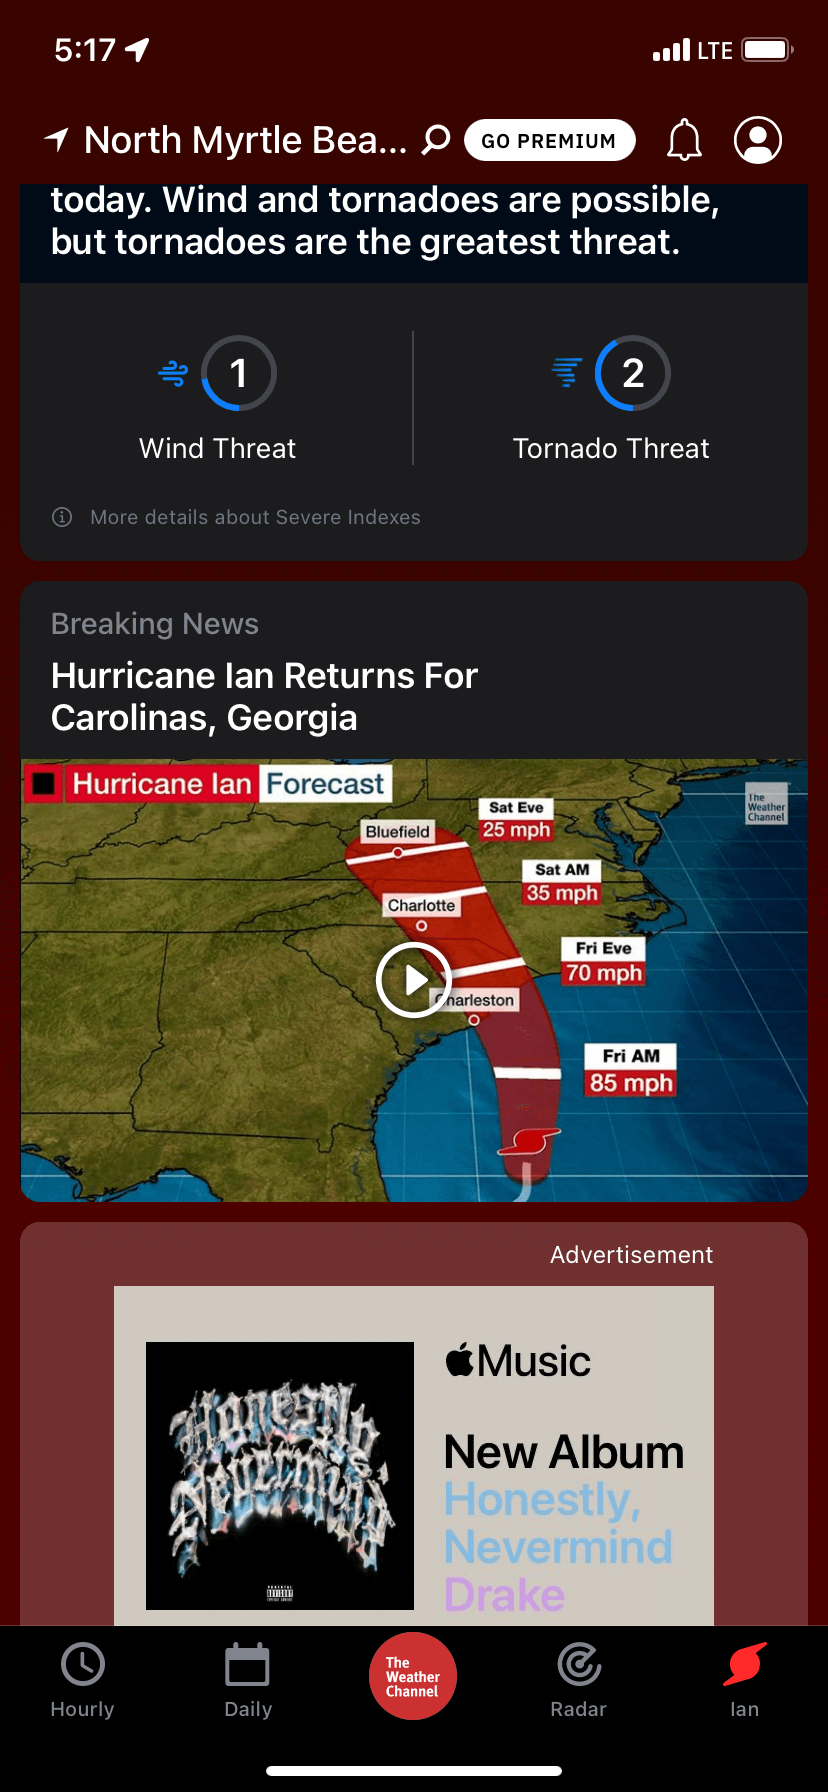 5:17
LTE
North Myrtle Bea...
GO PREMIUM
today. Wind and tornadoes are possible,
but tornadoes are the greatest threat.
1
2
Wind Threat
Tornado Threat
More details about Severe Indexes
Breaking News
Hurricane Ian Returns For
Carolinas, Georgia
Hurricane Ian Forecast
The
Weather
Channel
Sat Eve
25 mph
Bluefield
Sat AM
35 mph
Charlotte
Fri Eve
70 mph
Charleston
Fri AM
85 mph
Advertisement
Honestly,
Nevermind
Music
New Album
Honestly,
Nevermind
Drake
Hourly
Daily
The
Weather
Channel
Radar
Ian